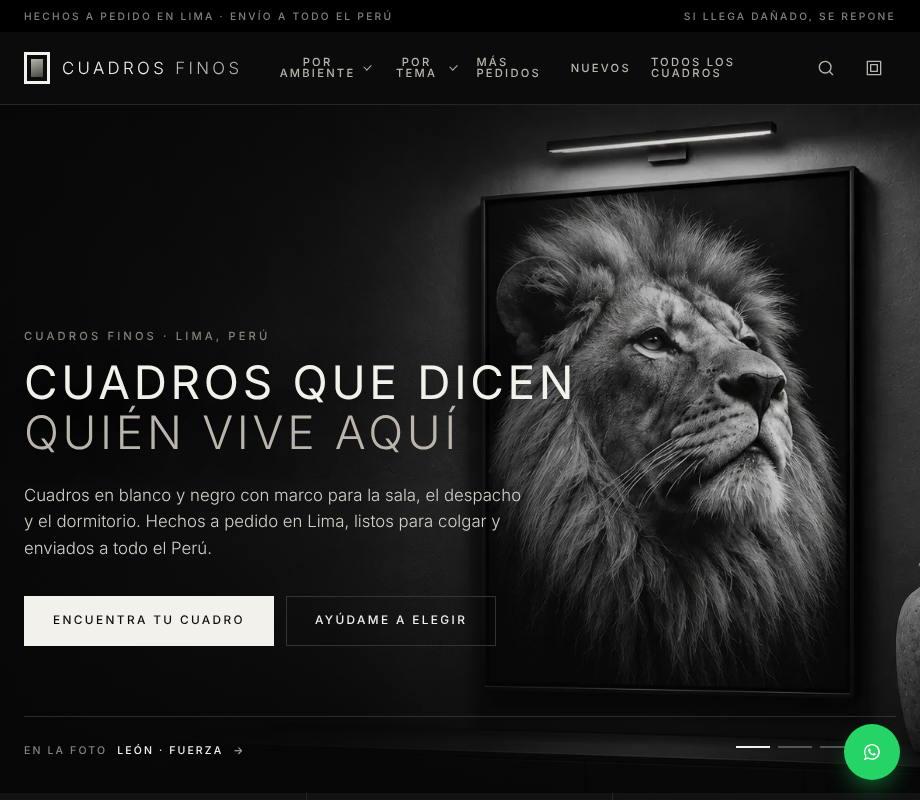 HECHOS A PEDIDO EN LIMA · ENVÍO A TODO EL PERÚ
SI LLEGA DAÑADO, SE REPONE
CUADROS FINOS
POR AMBIENTE
POR TEMA
MÁS PEDIDOS
NUEVOS
TODOS LOS CUADROS
CUADROS FINOS · LIMA, PERÚ
CUADROS QUE DICEN
QUIÉN VIVE AQUÍ
Cuadros en blanco y negro con marco para la sala, el despacho
y el dormitorio. Hechos a pedido en Lima, listos para colgar y
enviados a todo el Perú.
ENCUENTRA TU CUADRO
AYÚDAME A ELEGIR
EN LA FOTO LEÓN · FUERZA →